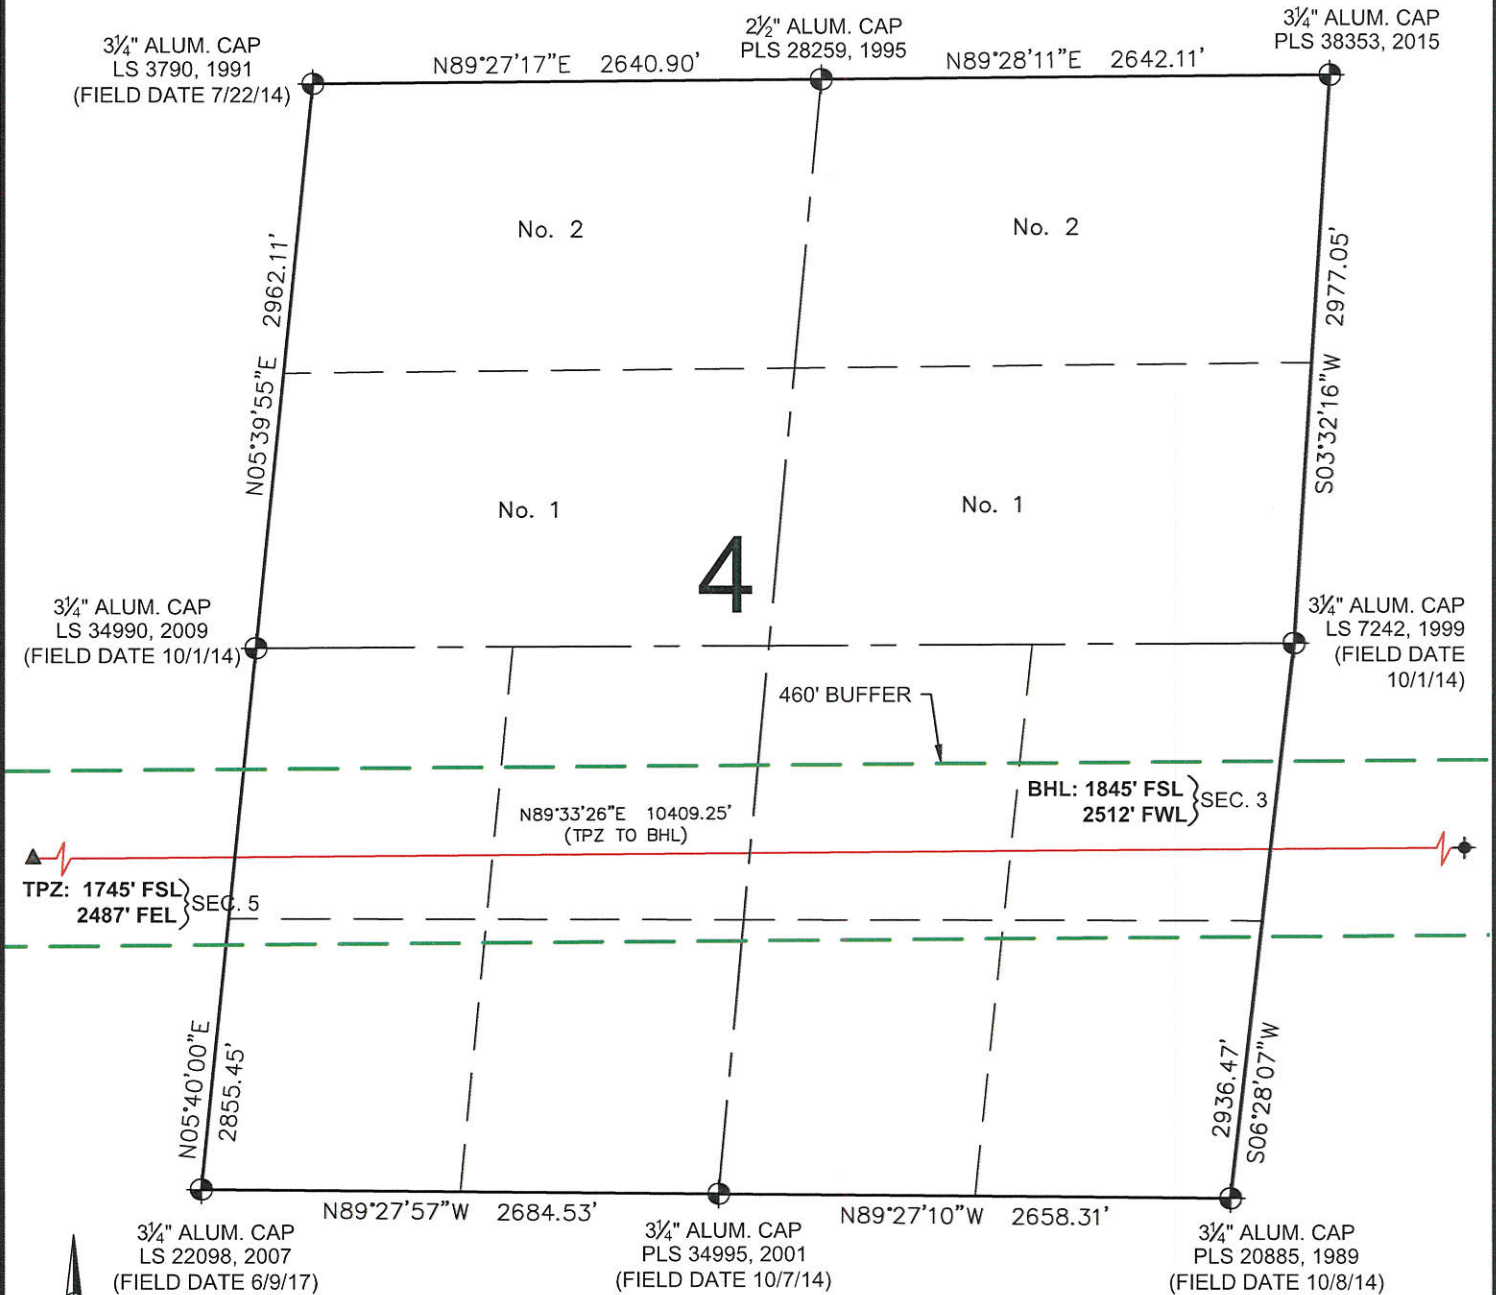 3¼" ALUM. CAP
LS 3790, 1991
(FIELD DATE 7/22/14)
N89°27'17"E 2640.90'
2½" ALUM. CAP
PLS 28259, 1995
N89°28'11"E 2642.11'
3¼" ALUM. CAP
PLS 38353, 2015
No. 2
No. 2
N05°39'55"E 2962.11'
S03°32'16"W 2977.05'
No. 1
No. 1
4
3¼" ALUM. CAP
LS 34990, 2009
(FIELD DATE 10/1/14)
3¼" ALUM. CAP
LS 7242, 1999
(FIELD DATE
10/1/14)
460' BUFFER
BHL: 1845' FSL
2512' FWL
SEC. 3
N89°33'26"E 10409.25'
(TPZ TO BHL)
TPZ: 1745' FSL
2487' FEL
SEC. 5
N05°40'00"E
2855.45'
2936.47'
S06°28'07"W
N89°27'57"W 2684.53'
N89°27'10"W 2658.31'
3¼" ALUM. CAP
LS 22098, 2007
(FIELD DATE 6/9/17)
3¼" ALUM. CAP
PLS 34995, 2001
(FIELD DATE 10/7/14)
3¼" ALUM. CAP
PLS 20885, 1989
(FIELD DATE 10/8/14)